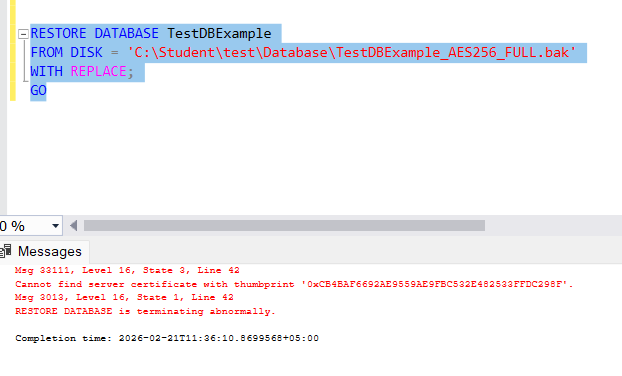 RESTORE DATABASE TestDBExample
FROM DISK = 'C:\Student\test\Database\TestDBExample_AES256_FULL.bak'
WITH REPLACE;
GO
0 %
Messages
Msg 33111, Level 16, State 3, Line 42
Cannot find server certificate with thumbprint '0xCB4BAF6692AE9559AE9FBC532E482533FFDC298F'.
Msg 3013, Level 16, State 1, Line 42
RESTORE DATABASE is terminating abnormally.
Completion time: 2026-02-21T11:36:10.8699568+05:00